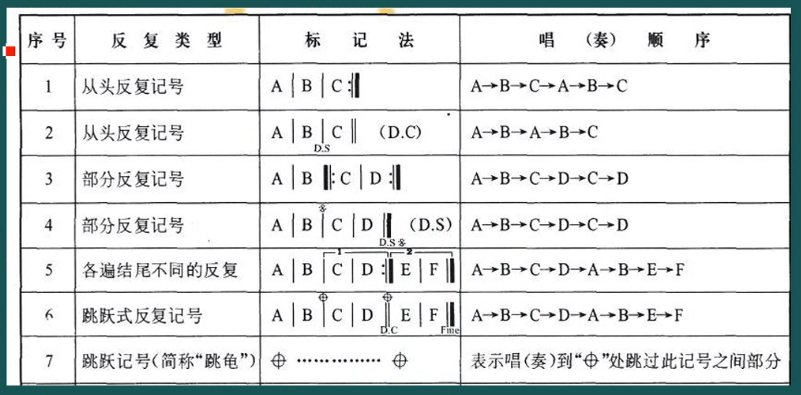 序号 反复类型 标记法 唱（奏）顺序
1 从头反复记号 A B C A→B→C→A→B→C
2 从头反复记号 A B C (D.C) A→B→A→B→C
D.S
3 部分反复记号 A B C D A→B→C→D→C→D
4 部分反复记号 A B C D (D.S) A→B→C→D→C→D
D.S
1 2
5 各遍结尾不同的反复 A B C D E F A→B→C→D→A→B→E→F
6 跳跃式反复记号 A B C D E F A→B→C→D→A→B→E→F
D.C Fine
7 跳跃记号(简称“跳龟”) ⊕ …………… ⊕ 表示唱(奏)到“⊕”处跳过此记号之间部分